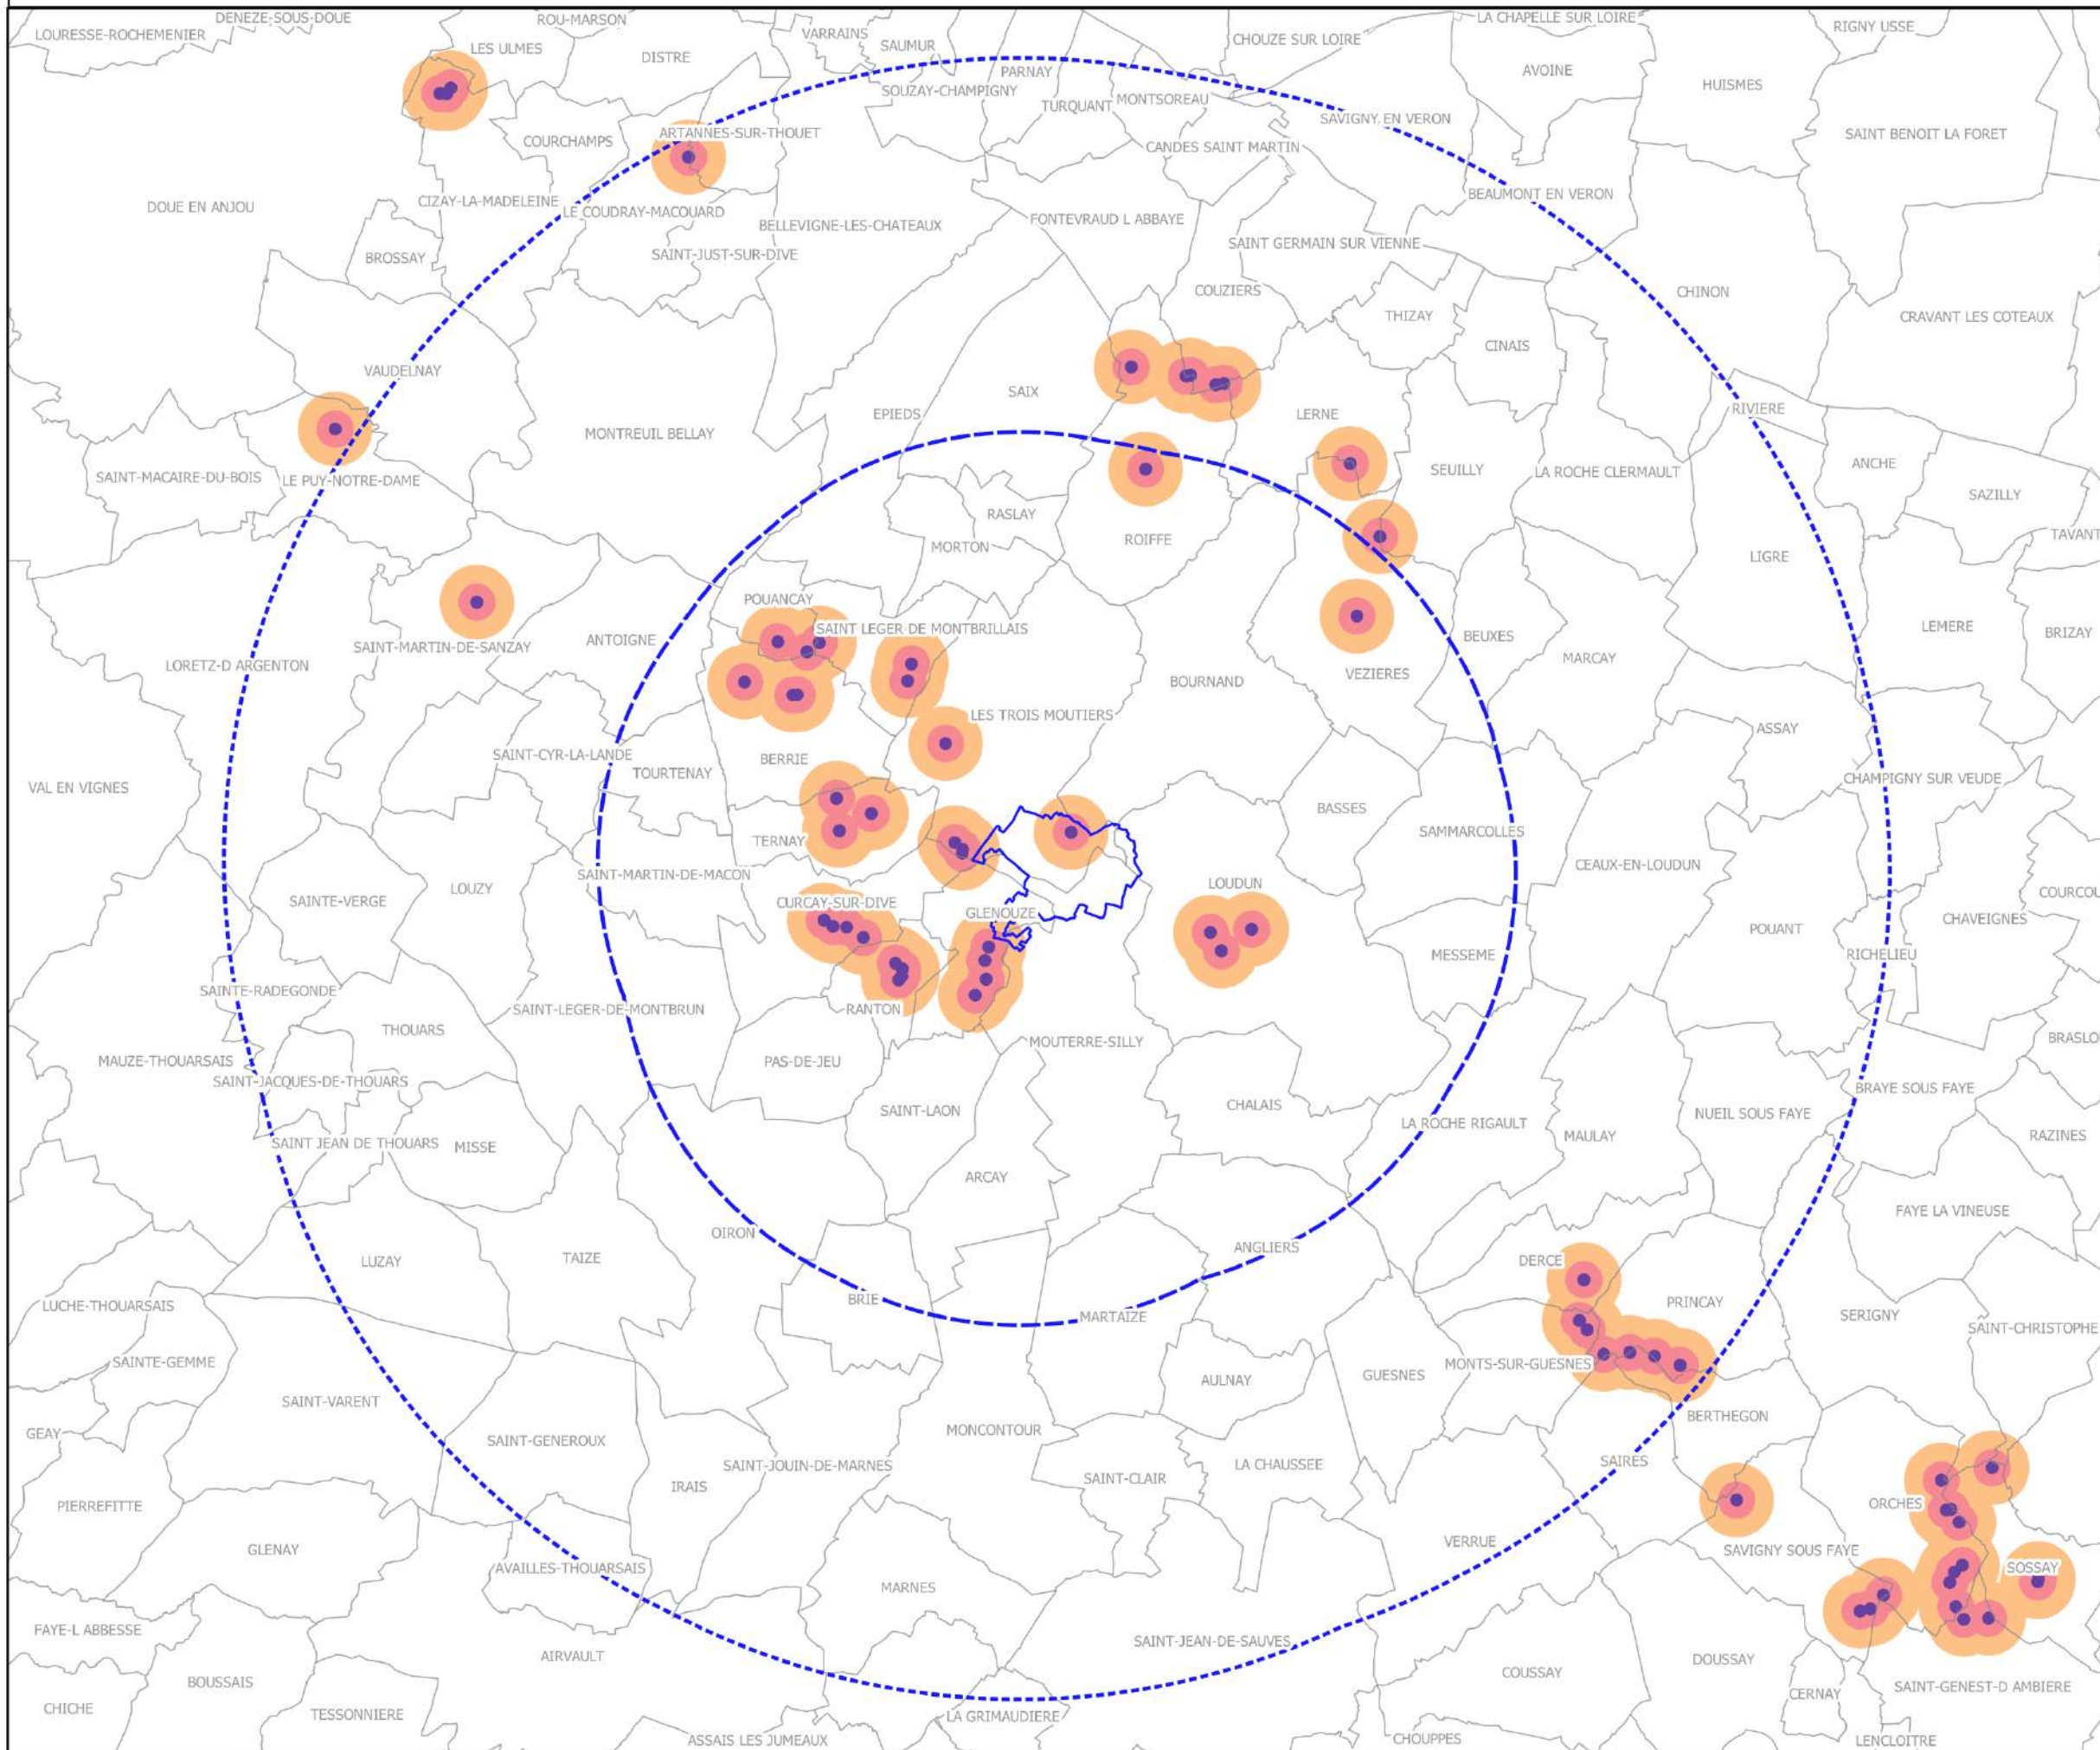 DENEZE-SOUS-DOUE
ROU-MARSON
LA CHAPELLE SUR LOIRE
RIGNY USSE
LOURESSE-ROCHEMENIER
VARRAINS
CHOUZE SUR LOIRE
LES ULMES
SAUMUR
DISTRE
PARNAY
AVOINE
HUISMES
SOUZAY-CHAMPIGNY
TURQUANT
MONTSOREAU
SAVIGNY EN VERON
ARTANNES-SUR-THOUET
SAINT BENOIT LA FORET
COURCHAMPS
CANDES SAINT MARTIN
BEAUMONT EN VERON
CIZAY-LA-MADELEINE
DOUE EN ANJOU
LE COUDRAY-MACOUARD
FONTEVRAUD L ABBAYE
BELLEVIGNE-LES-CHATEAUX
SAINT GERMAIN SUR VIENNE
SAINT-JUST-SUR-DIVE
BROSSAY
COUZIERS
CHINON
THIZAY
CRAVANT LES COTEAUX
CINAIS
VAUDELNAY
SAIX
RIVIERE
EPIEDS
LERNE
MONTREUIL BELLAY
ANCHE
SEUILLY
LA ROCHE CLERMAULT
SAINT-MACAIRE-DU-BOIS
LE PUY-NOTRE-DAME
SAZILLY
RASLAY
TAVANT
ROIFFE
MORTON
LIGRE
POUANCAY
LEMERE
SAINT LEGER DE MONTBRILLAIS
BRIZAY
BEUXES
ANTOIGNE
SAINT-MARTIN-DE-SANZAY
MARCAY
LORETZ-D ARGENTON
VEZIERES
BOURNAND
LES TROIS MOUTIERS
ASSAY
SAINT-CYR-LA-LANDE
BERRIE
TOURTENAY
CHAMPIGNY SUR VEUDE
VAL EN VIGNES
BASSES
SAMMARCOLLES
TERNAY
CEAUX-EN-LOUDUN
SAINT-MARTIN-DE-MACON
LOUDUN
LOUZY
COURCOU
SAINTE-VERGE
CURCAY-SUR-DIVE
GLENOUZE
CHAVEIGNES
POUANT
MESSEME
RICHELIEU
SAINTE-RADEGONDE
SAINT-LEGER-DE-MONTBRUN
RANTON
THOUARS
BRASLO
MOUTERRE-SILLY
MAUZE-THOUARSAIS
PAS-DE-JEU
SAINT-JACQUES-DE-THOUARS
BRAYE SOUS FAYE
CHALAIS
SAINT-LAON
NUEIL SOUS FAYE
LA ROCHE RIGAULT
MAULAY
RAZINES
SAINT JEAN DE THOUARS
MISSE
ARCAY
FAYE LA VINEUSE
OIRON
ANGLIERS
TAIZE
LUZAY
DERCE
BRIE
PRINCAY
LUCHE-THOUARSAIS
SERIGNY
MARTAIZE
SAINT-CHRISTOPHE
SAINTE-GEMME
MONTS-SUR-GUESNES
GUESNES
AULNAY
SAINT-VARENT
BERTHEGON
MONCONTOUR
GEAY
SAINT-GENEROUX
SAIRES
SAINT-JOUIN-DE-MARNES
LA CHAUSSEE
SAINT-CLAIR
IRAIS
ORCHES
PIERREFITTE
VERRUE
GLENAY
SAVIGNY SOUS FAYE
AVAILLES-THOUARSAIS
SOSSAY
MARNES
FAYE-L ABBESSE
SAINT-JEAN-DE-SAUVES
AIRVAULT
DOUSSAY
COUSSAY
BOUSSAIS
SAINT-GENEST-D AMBIERE
CERNAY
CHICHE
TESSONNIERE
LA GRIMAUDIERE
CHOUPPES
ASSAIS LES JUMEAUX
LENCLOITRE